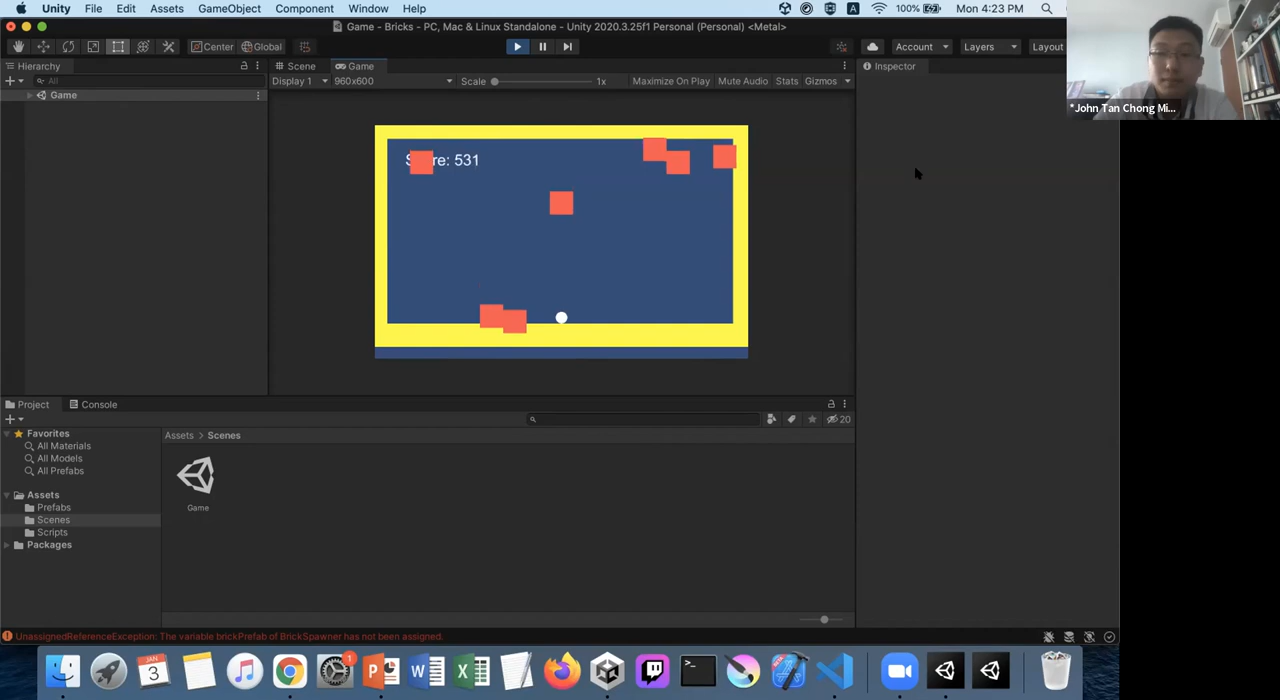 Unity File Edit Assets GameObject Component Window Help A 100% Mon 4:23 PM
Game - Bricks - PC, Mac & Linux Standalone - Unity 2020.3.25f1 Personal (Personal) <Metal>
Center Global Account Layers Layout
Hierarchy Scene Game Inspector
All Display 1 960x600 Scale 1x Maximize On Play Mute Audio Stats Gizmos
Game
*John Tan Chong Mi...
531
Project Console
20
Favorites Assets > Scenes
All Materials
All Models
All Prefabs
Assets
Prefabs Game
Scenes
Scripts
Packages
UnassignedReferenceException: The variable brickPrefab of BrickSpawner has not been assigned.
JAN
3
1